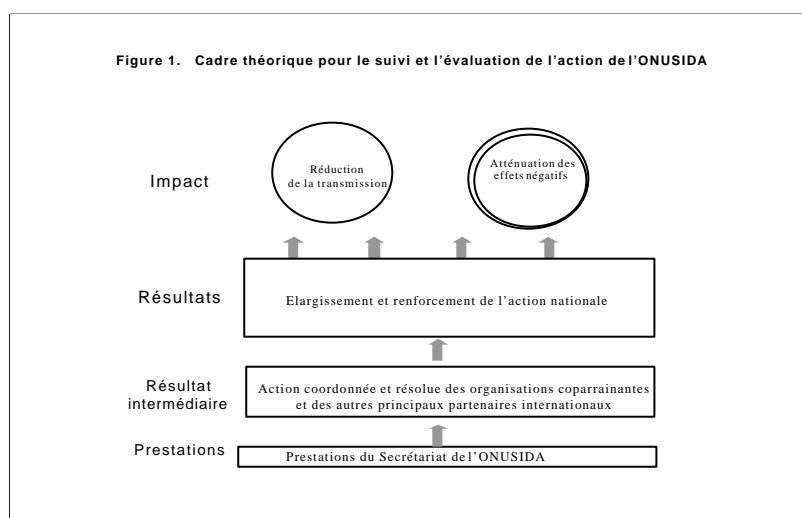 Figure 1. Cadre théorique pour le suivi et l’évaluation de l’action de l’ONUSIDA
Impact
Réduction
de la transmission
Atténuation des
effets négatifs
Résultats
Elargissement et renforcement de l’action nationale
Résultat
intermédiaire
Action coordonnée et résolue des organisations coparrainantes
et des autres principaux partenaires internationaux
Prestations
Prestations du Secrétariat de l’ONUSIDA